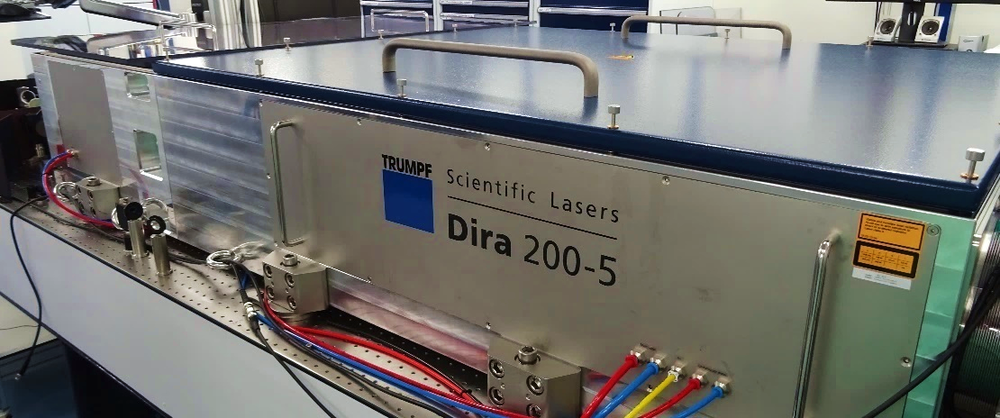 TRUMPF
Scientific Lasers
Dira 200-5